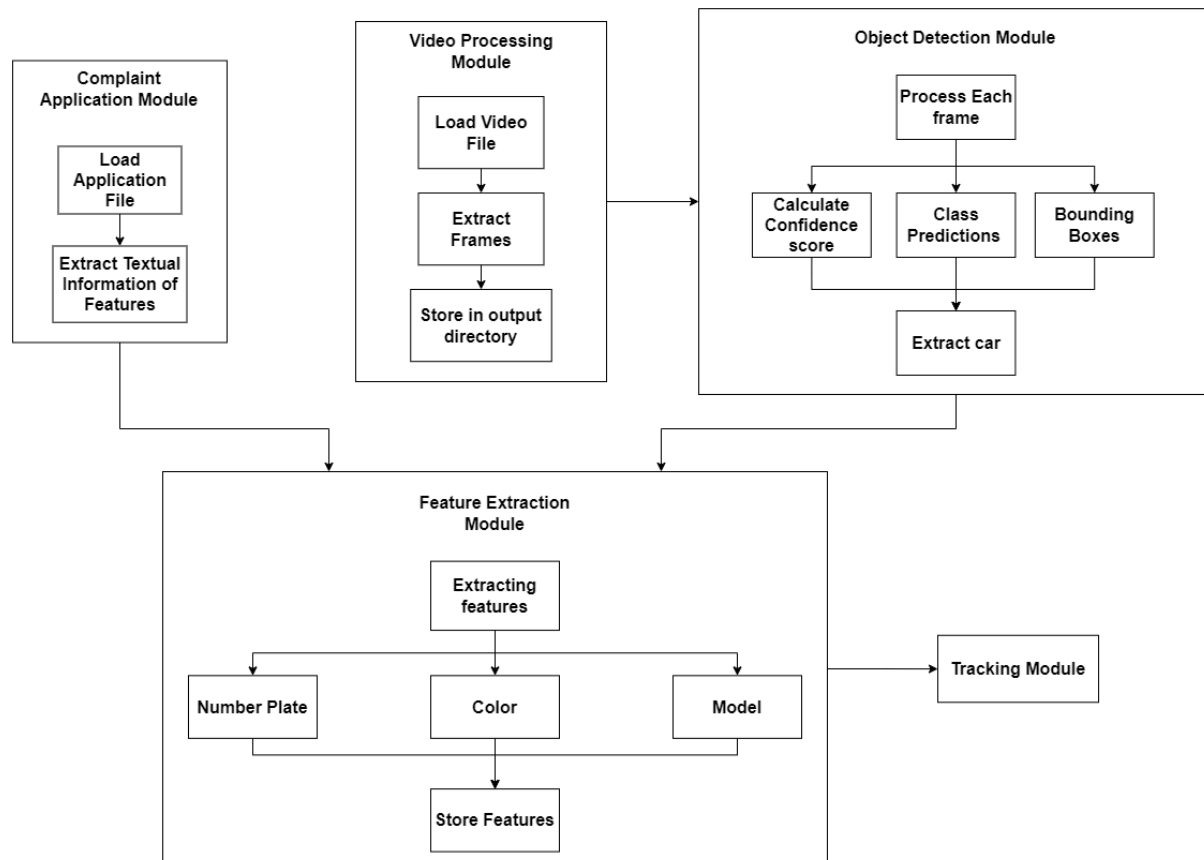 Complaint
Application Module
Load
Application
File
Extract Textual
Information of
Features
Video Processing
Module
Load Video
File
Extract
Frames
Store in output
directory
Object Detection Module
Process Each
frame
Calculate
Confidence
score
Class
Predictions
Bounding
Boxes
Extract car
Feature Extraction
Module
Extracting
features
Number Plate
Color
Model
Store Features
Tracking Module